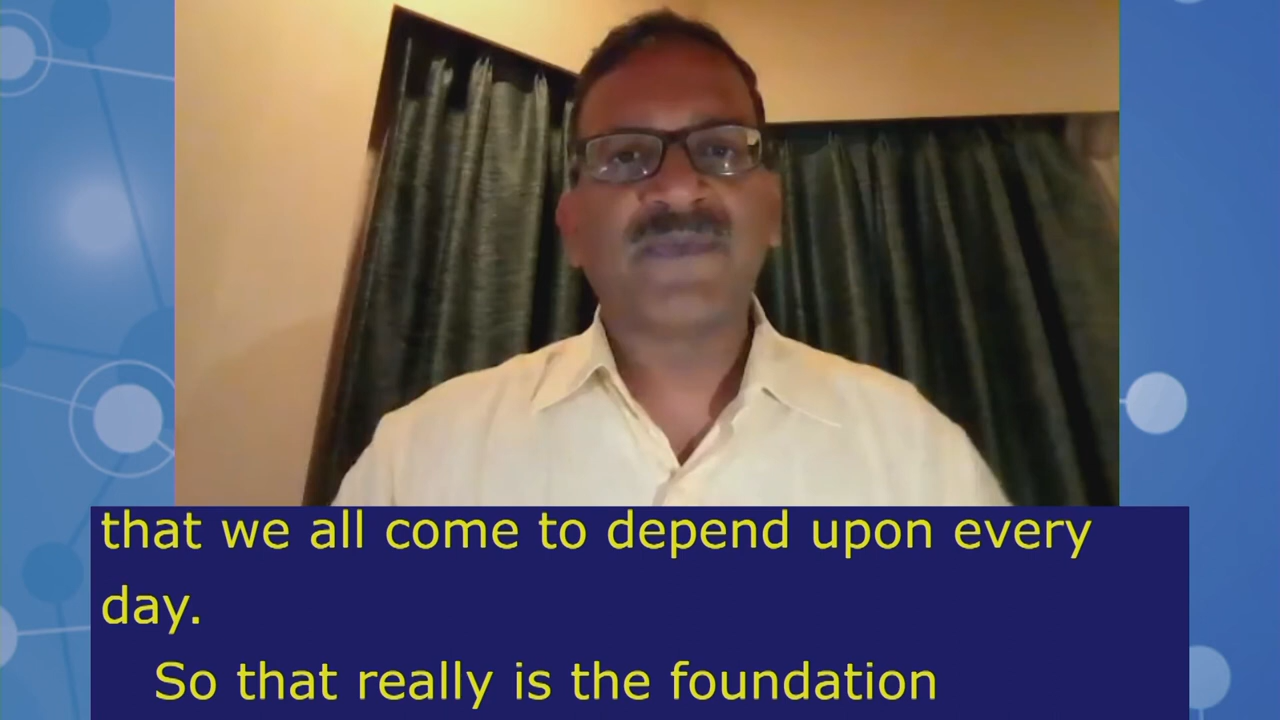 that we all come to depend upon every
day.
So that really is the foundation